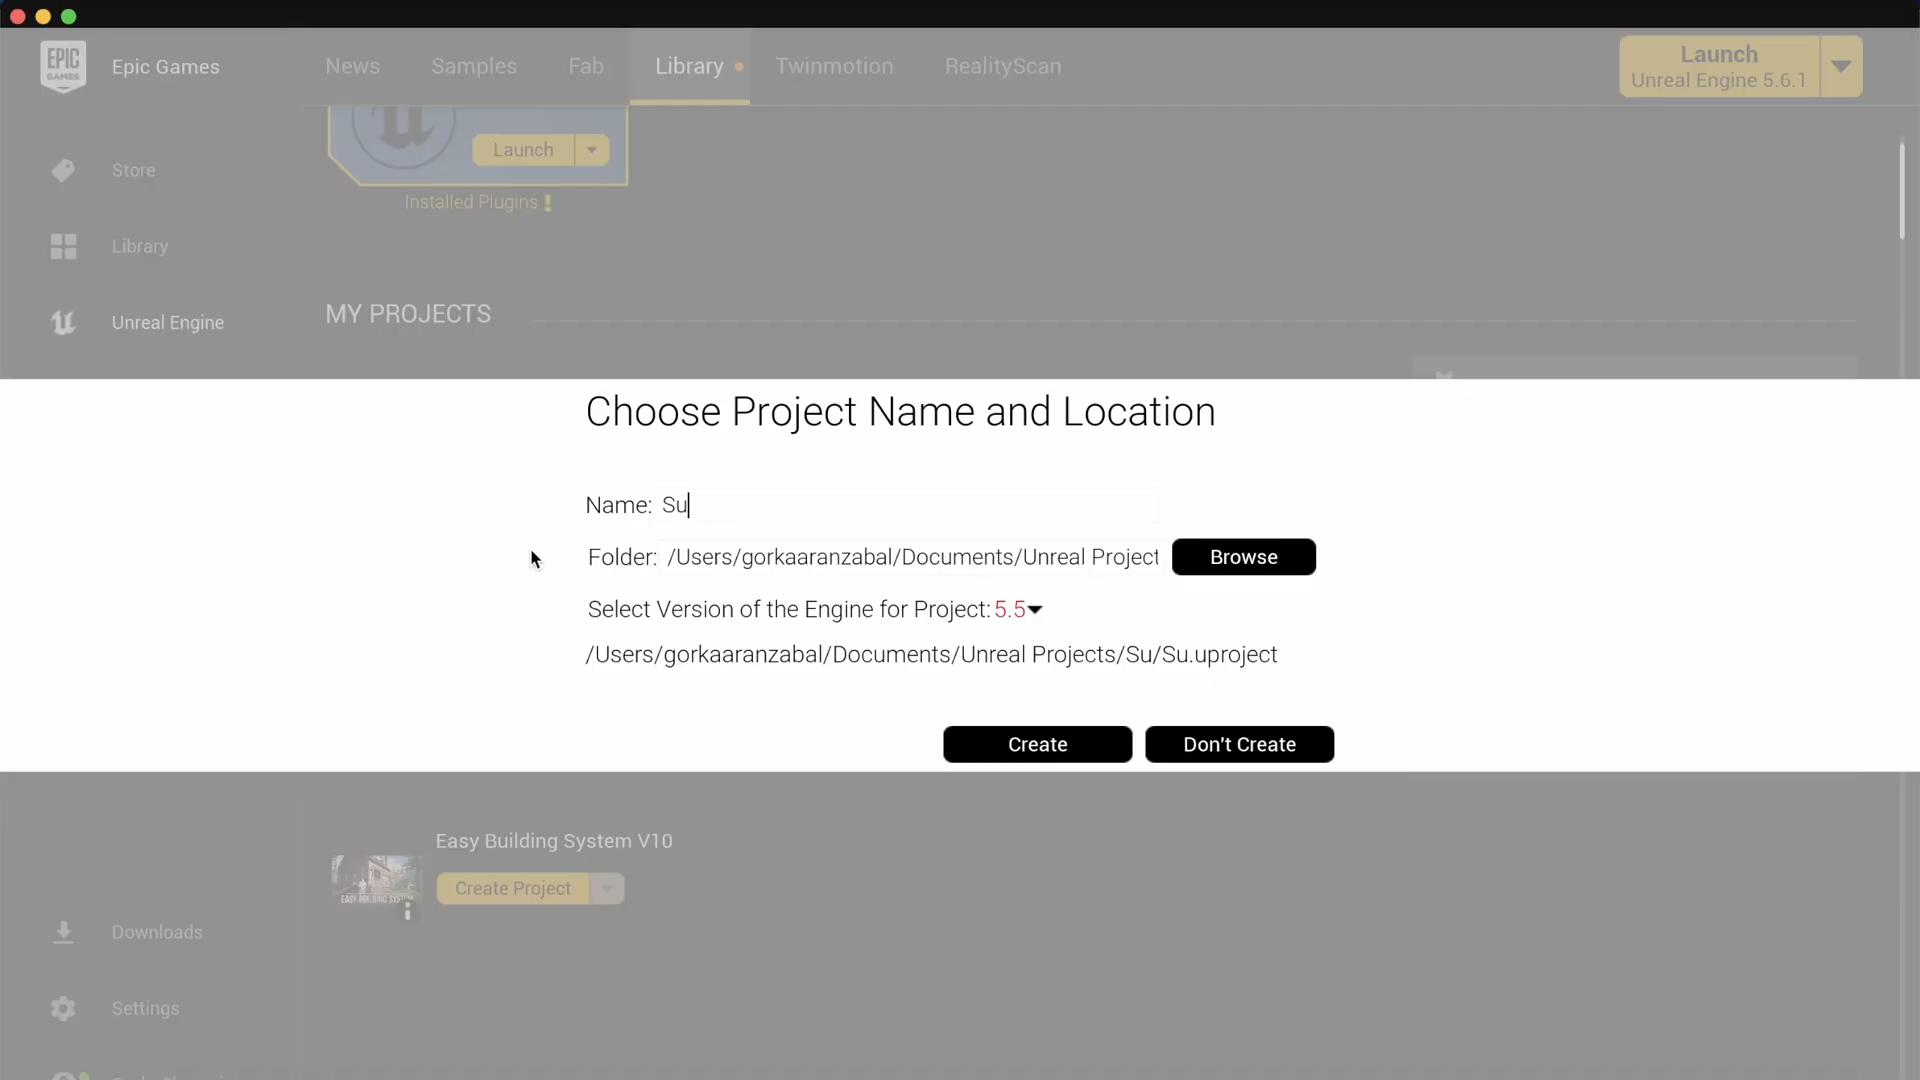 EPIC
GAMES
Epic Games
News
Samples
Fab
Library
Twinmotion
RealityScan
Launch
Unreal Engine 5.6.1
Launch
Installed Plugins !
Store
Library
Unreal Engine
MY PROJECTS
Choose Project Name and Location
Name: Su
Folder: /Users/gorkaaranzabal/Documents/Unreal Project
Browse
Select Version of the Engine for Project: 5.5
/Users/gorkaaranzabal/Documents/Unreal Projects/Su/Su.uproject
Create
Don't Create
Easy Building System V10
Create Project
EASY BUILDING SYSTEM
Downloads
Settings